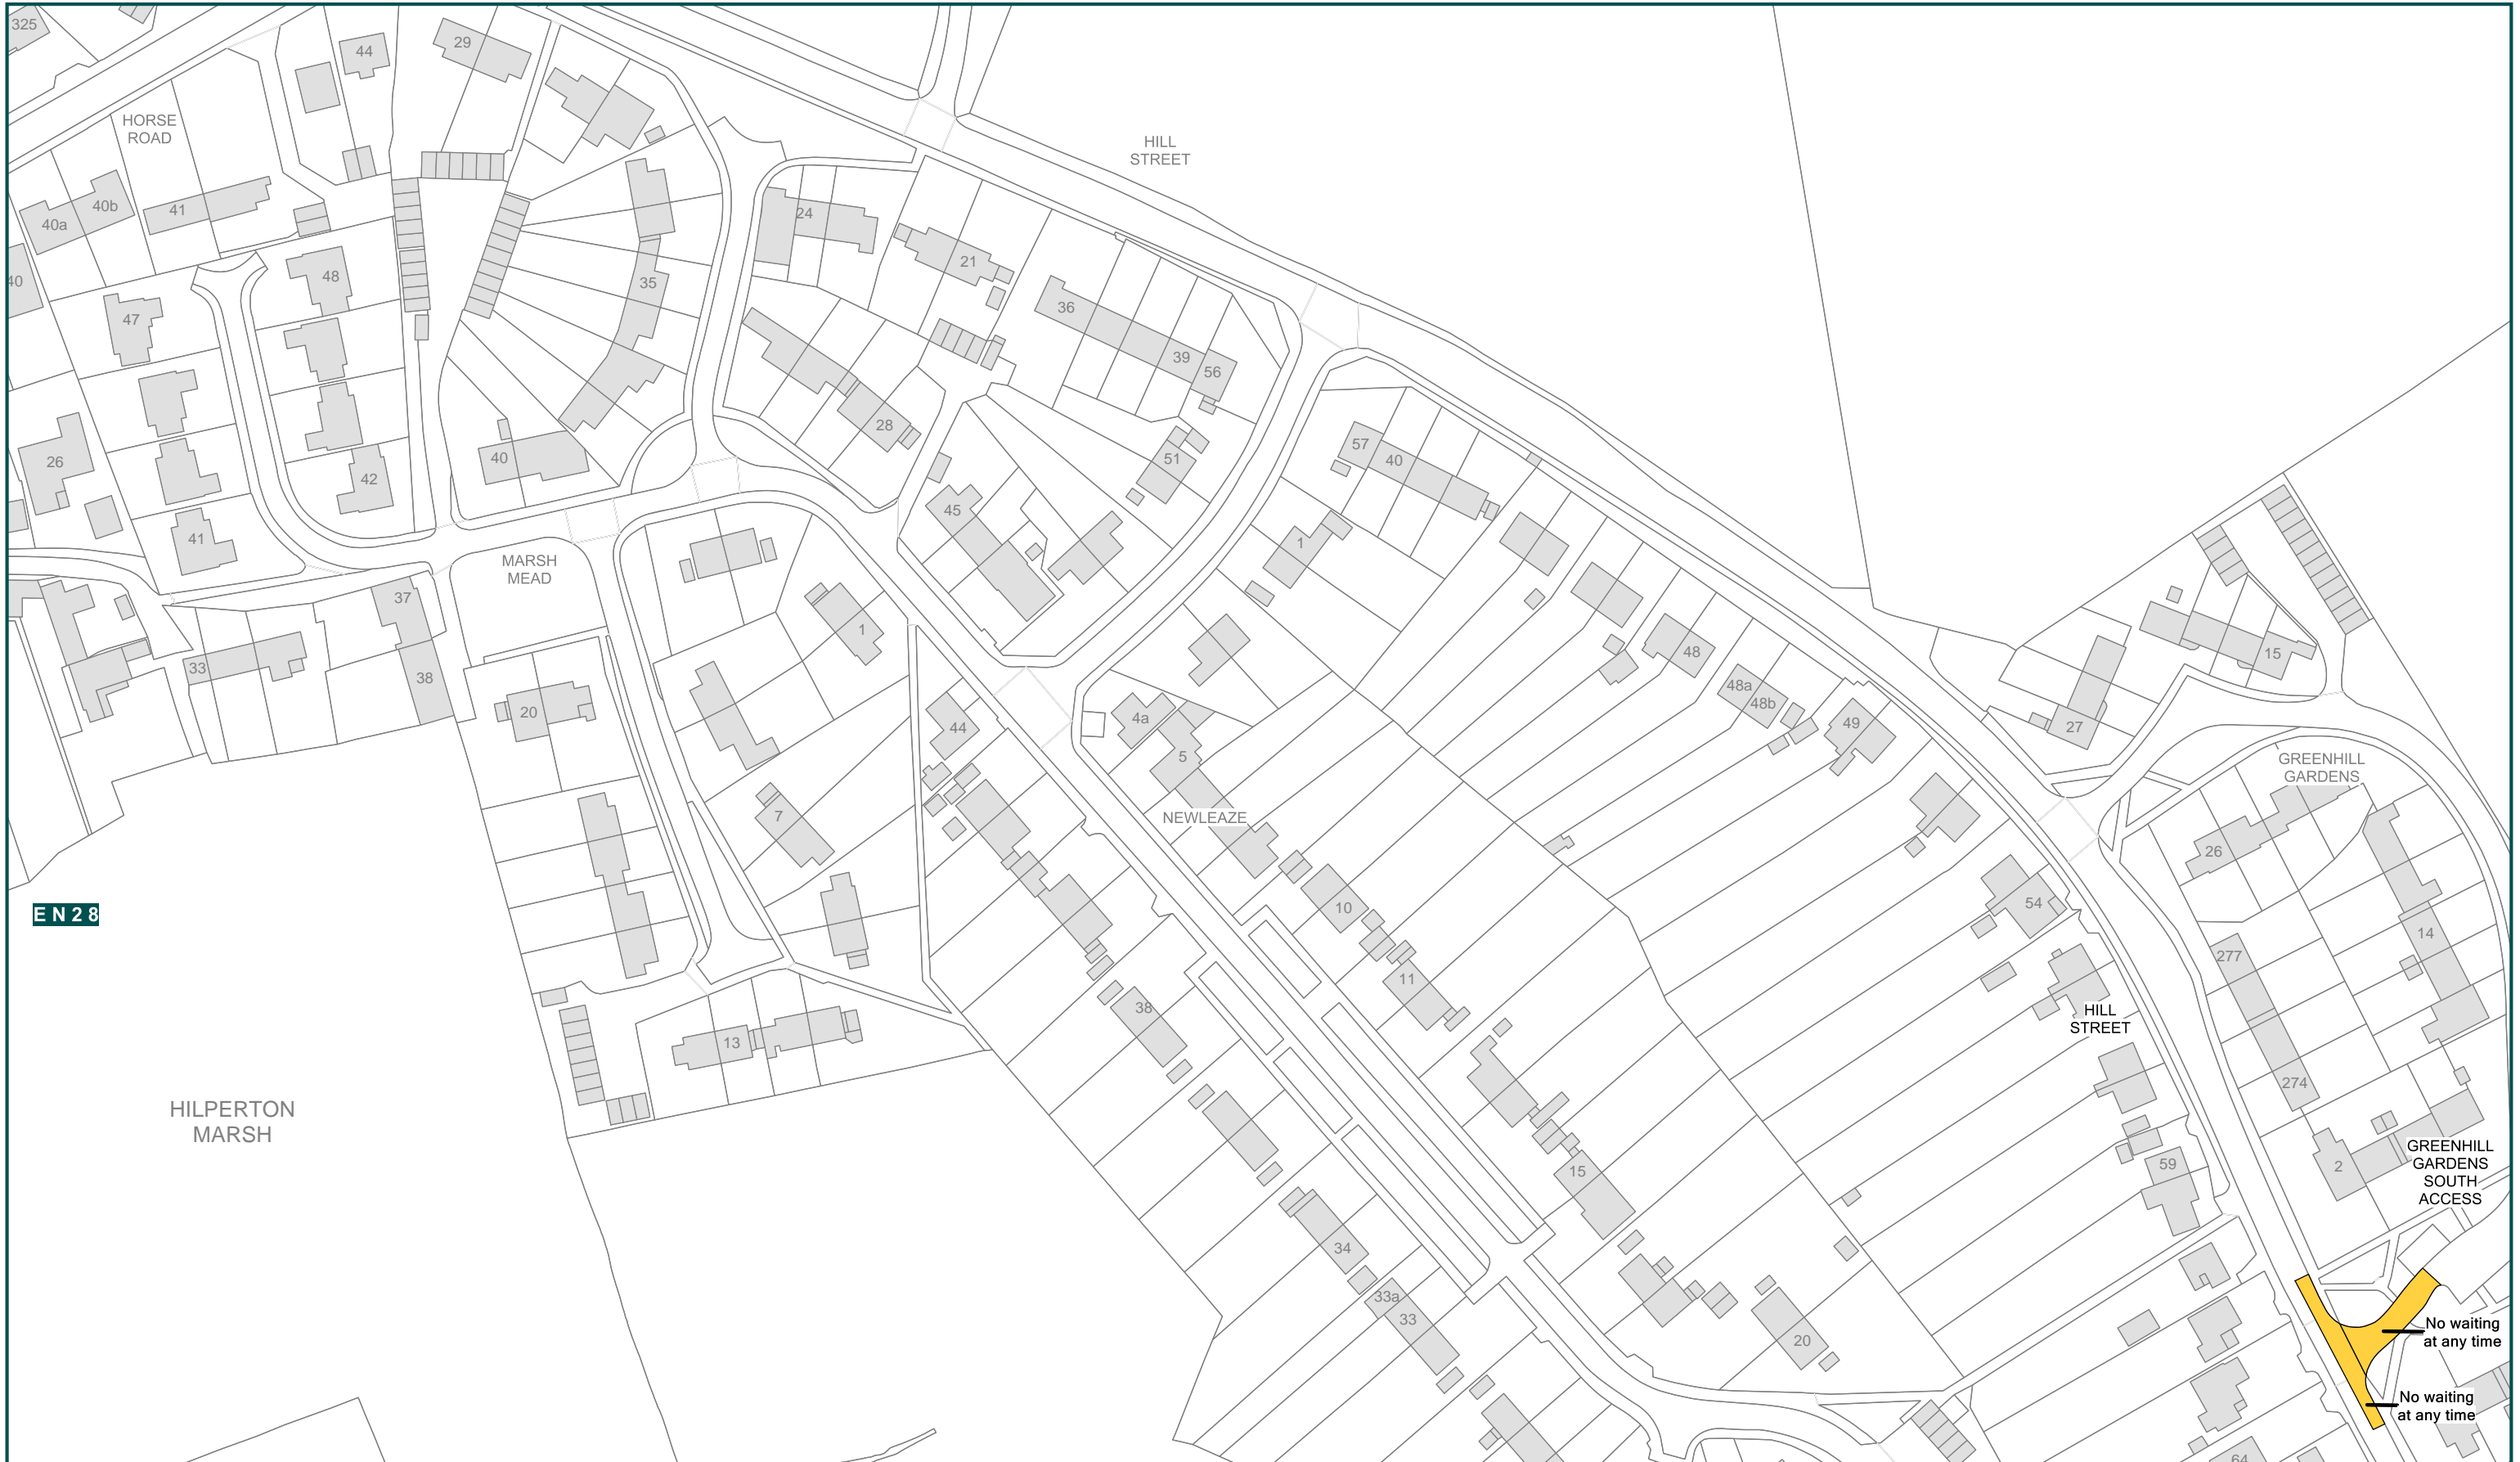 325
44
29
HORSE
ROAD
HILL
STREET
40b
40a
41
24
21
40
48
35
36
47
39
56
28
57
40
26
42
40
51
45
1
41
MARSH
MEAD
37
1
48
15
33
38
48a
48b
20
44
4a
49
27
5
GREENHILL
GARDENS
7
NEWLEAZE
26
10
54
EN28
14
277
11
38
HILL
STREET
13
274
HILPERTON
MARSH
15
59
2
GREENHILL
GARDENS
SOUTH
ACCESS
34
33a
33
20
No waiting
at any time
No waiting
at any time
64